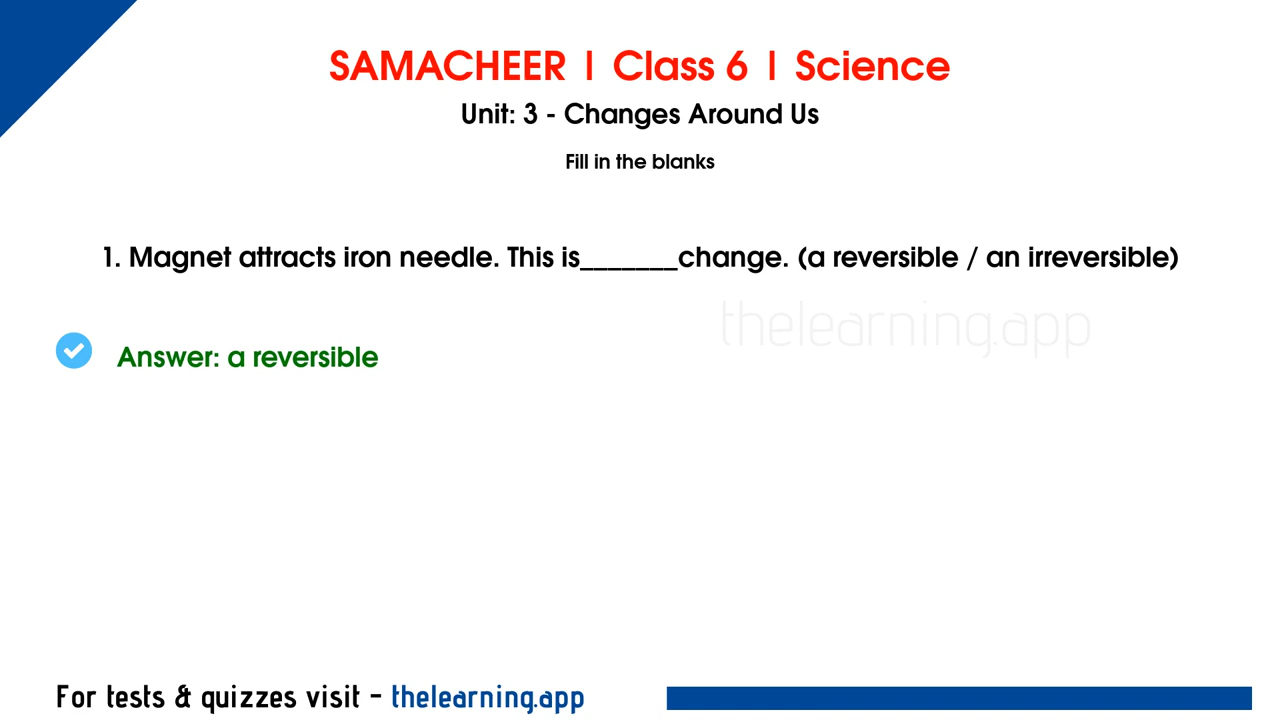 SAMACHEER | Class 6 | Science
Unit: 3 - Changes Around Us
Fill in the blanks
1. Magnet attracts iron needle. This is_______change. (a reversible / an irreversible)
thelearning.app
Answer: a reversible
For tests & quizzes visit - thelearning.app